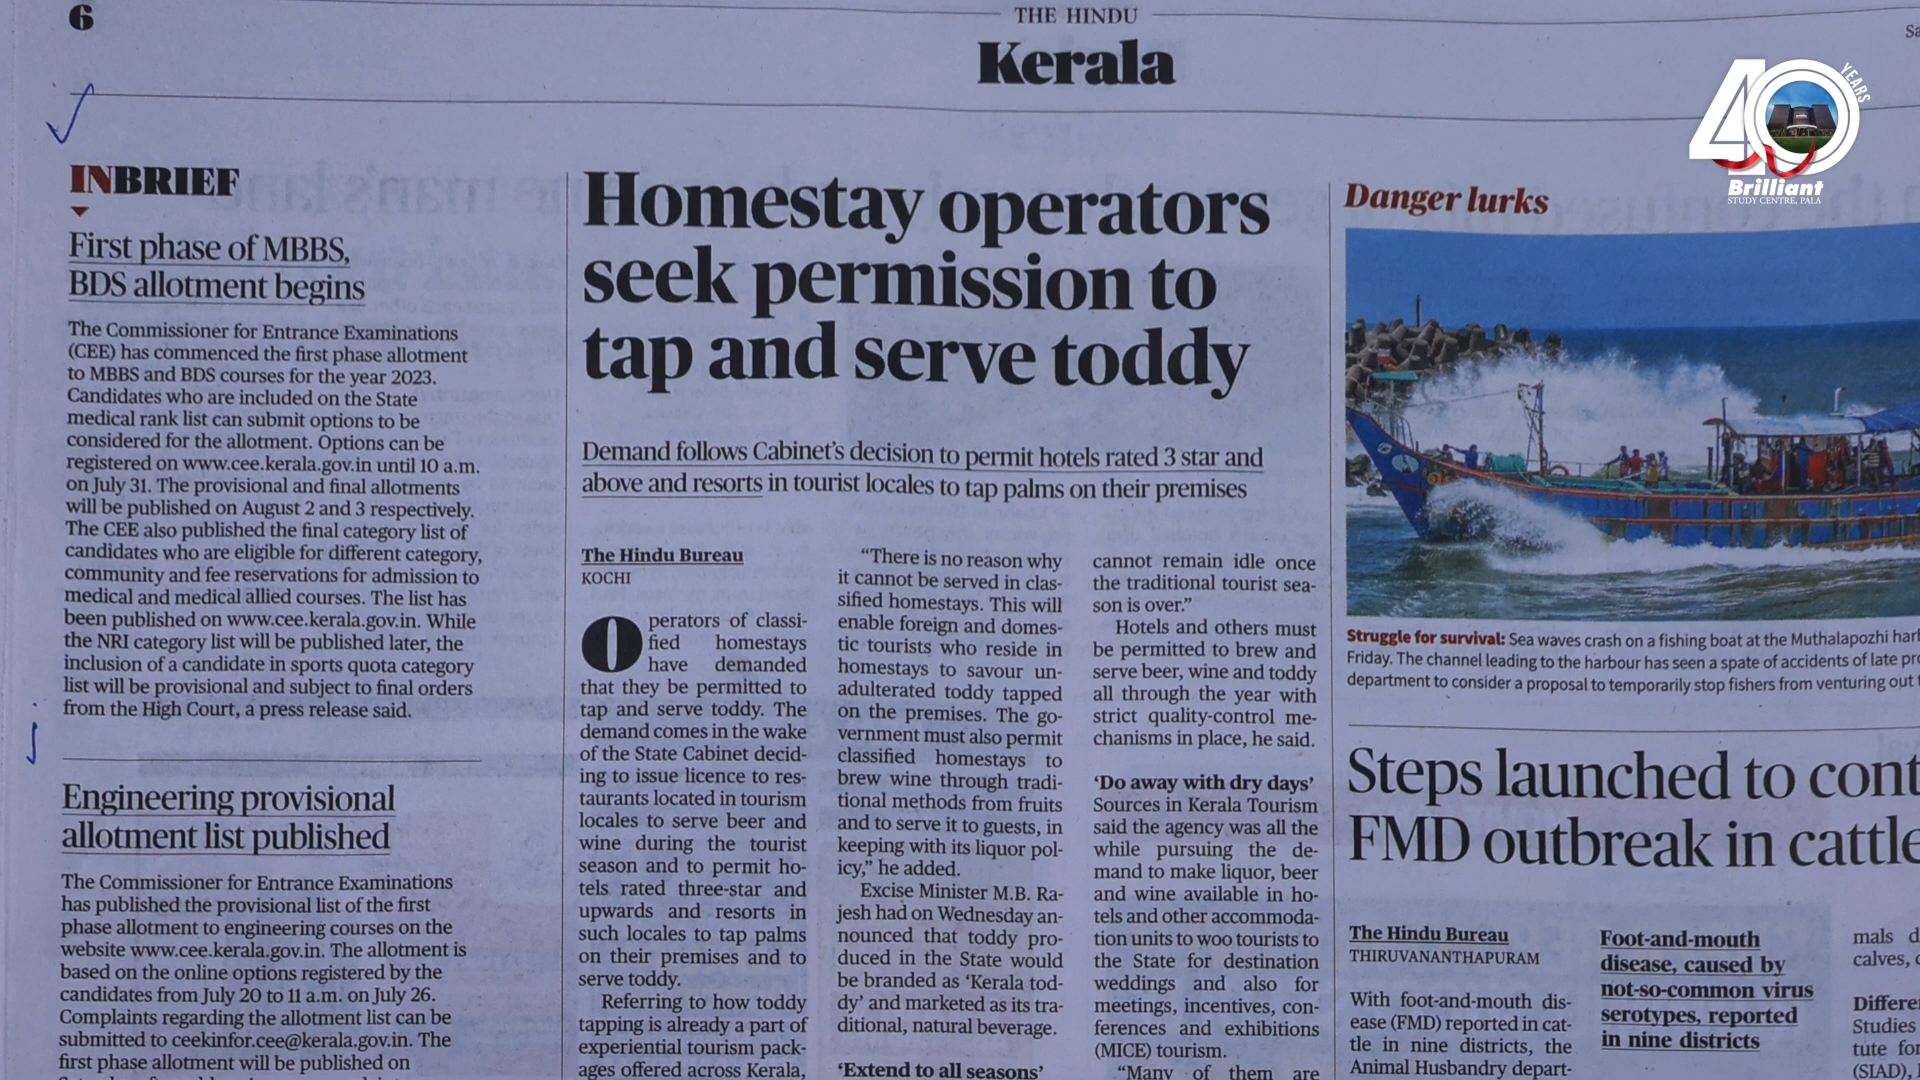 6
THE HINDU
Kerala
40 YEARS
Brilliant
STUDY CENTRE, PALA
INBRIEF
First phase of MBBS,
BDS allotment begins
The Commissioner for Entrance Examinations
(CEE) has commenced the first phase allotment
to MBBS and BDS courses for the year 2023.
Candidates who are included on the State
medical rank list can submit options to be
considered for the allotment. Options can be
registered on www.cee.kerala.gov.in until 10 a.m.
on July 31. The provisional and final allotments
will be published on August 2 and 3 respectively.
The CEE also published the final category list of
candidates who are eligible for different category,
community and fee reservations for admission to
medical and medical allied courses. The list has
been published on www.cee.kerala.gov.in. While
the NRI category list will be published later, the
inclusion of a candidate in sports quota category
list will be provisional and subject to final orders
from the High Court, a press release said.
Engineering provisional
allotment list published
The Commissioner for Entrance Examinations
has published the provisional list of the first
phase allotment to engineering courses on the
website www.cee.kerala.gov.in. The allotment is
based on the online options registered by the
candidates from July 20 to 11 a.m. on July 26.
Complaints regarding the allotment list can be
submitted to ceekinfor.cee@kerala.gov.in. The
first phase allotment will be published on
Homestay operators
seek permission to
tap and serve toddy
Demand follows Cabinet's decision to permit hotels rated 3 star and
above and resorts in tourist locales to tap palms on their premises
The Hindu Bureau
KOCHI
Operators of classi-
fied homestays
have demanded
that they be permitted to
tap and serve toddy. The
demand comes in the wake
of the State Cabinet decid-
ing to issue licence to res-
taurants located in tourism
locales to serve beer and
wine during the tourist
season and to permit ho-
tels rated three-star and
upwards and resorts in
such locales to tap palms
on their premises and to
serve toddy.
Referring to how toddy
tapping is already a part of
experiential tourism pack-
ages offered across Kerala,
“There is no reason why
it cannot be served in clas-
sified homestays. This will
enable foreign and domes-
tic tourists who reside in
homestays to savour un-
adulterated toddy tapped
on the premises. The go-
vernment must also permit
classified homestays to
brew wine through tradi-
tional methods from fruits
and to serve it to guests, in
keeping with its liquor pol-
icy,” he added.
Excise Minister M.B. Ra-
jesh had on Wednesday an-
nounced that toddy pro-
duced in the State would
be branded as ‘Kerala tod-
dy’ and marketed as its tra-
ditional, natural beverage.
‘Extend to all seasons’
cannot remain idle once
the traditional tourist sea-
son is over.”
Hotels and others must
be permitted to brew and
serve beer, wine and toddy
all through the year with
strict quality-control me-
chanisms in place, he said.
‘Do away with dry days’
Sources in Kerala Tourism
said the agency was all the
while pursuing the de-
mand to make liquor, beer
and wine available in ho-
tels and other accommoda-
tion units to woo tourists to
the State for destination
weddings and also for
meetings, incentives, con-
ferences and exhibitions
(MICE) tourism.
“Many of them are
Danger lurks
Struggle for survival: Sea waves crash on a fishing boat at the Muthalapozhi
Friday. The channel leading to the harbour has seen a spate of accidents of late
department to consider a proposal to temporarily stop fishers from venturing out
Steps launched to cont
FMD outbreak in cattle
The Hindu Bureau
THIRUVANANTHAPURAM
With foot-and-mouth dis-
ease (FMD) reported in cat-
tle in nine districts, the
Animal Husbandry depart-
Foot-and-mouth
disease, caused by
not-so-common virus
serotypes, reported
in nine districts
mals
calves,
Studies
tute for
(SIAD),